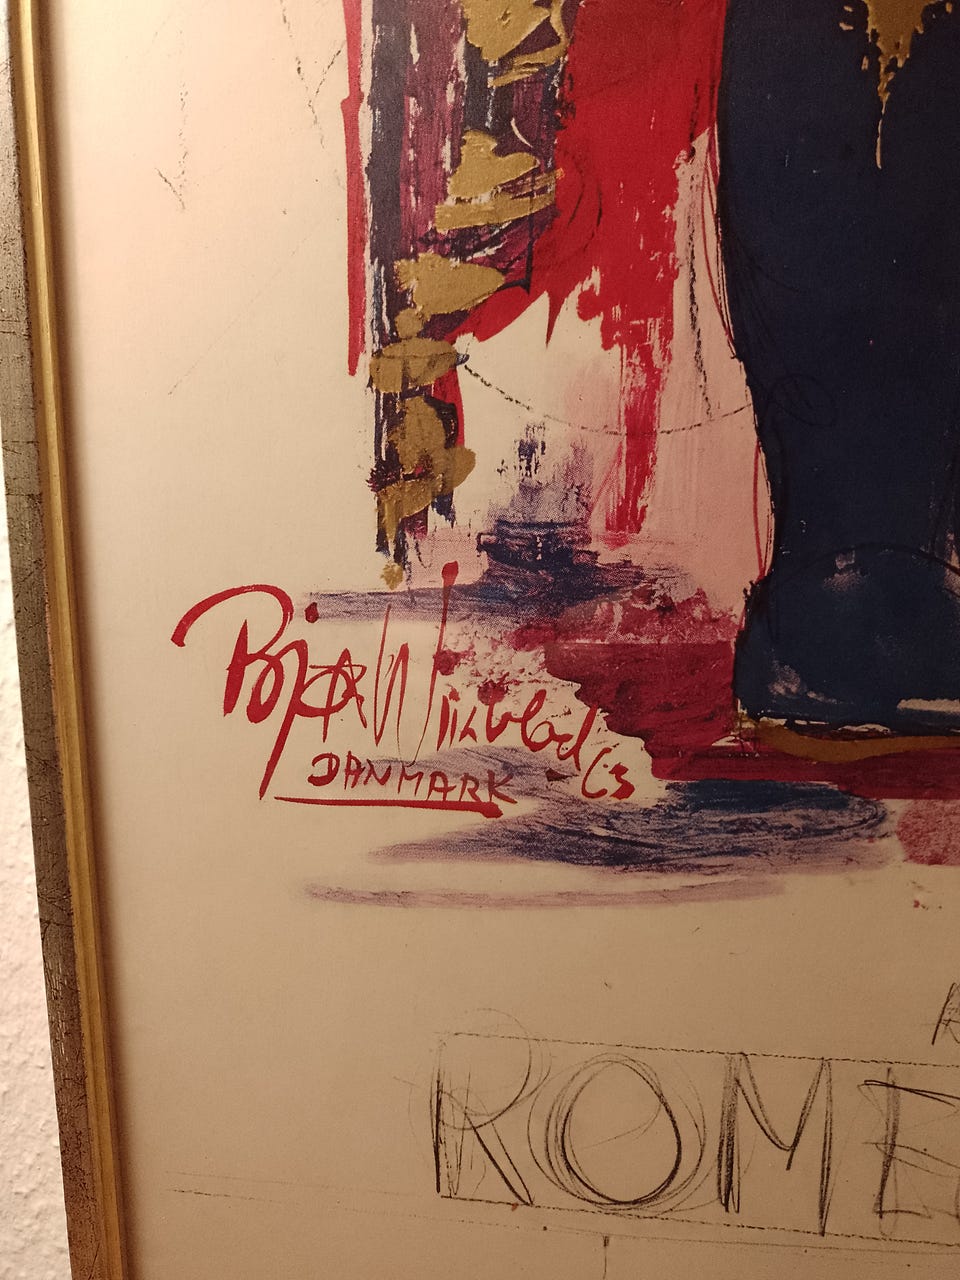 Bjørn Wiinblad 63
DANMARK
ROME